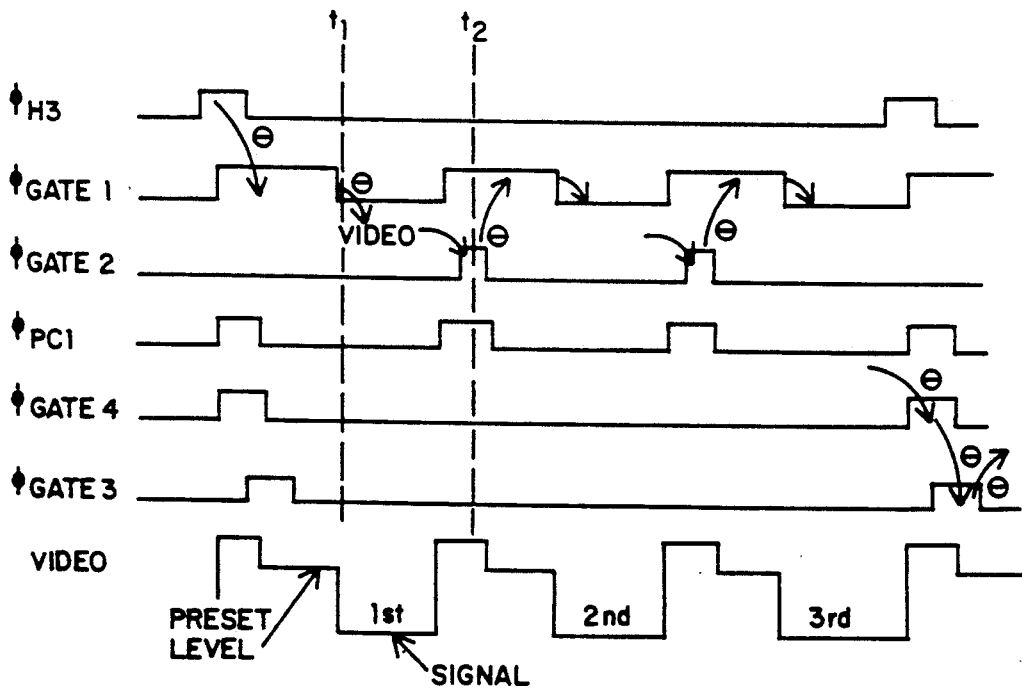 t1 t2
ϕH3
⊖
ϕGATE 1 ⊖
VIDEO ⊖ ⊖
ϕGATE 2
ϕPC1
⊖
ϕGATE 4
⊖
ϕGATE 3 ⊖
VIDEO
PRESET 1st 2nd 3rd
LEVEL
SIGNAL